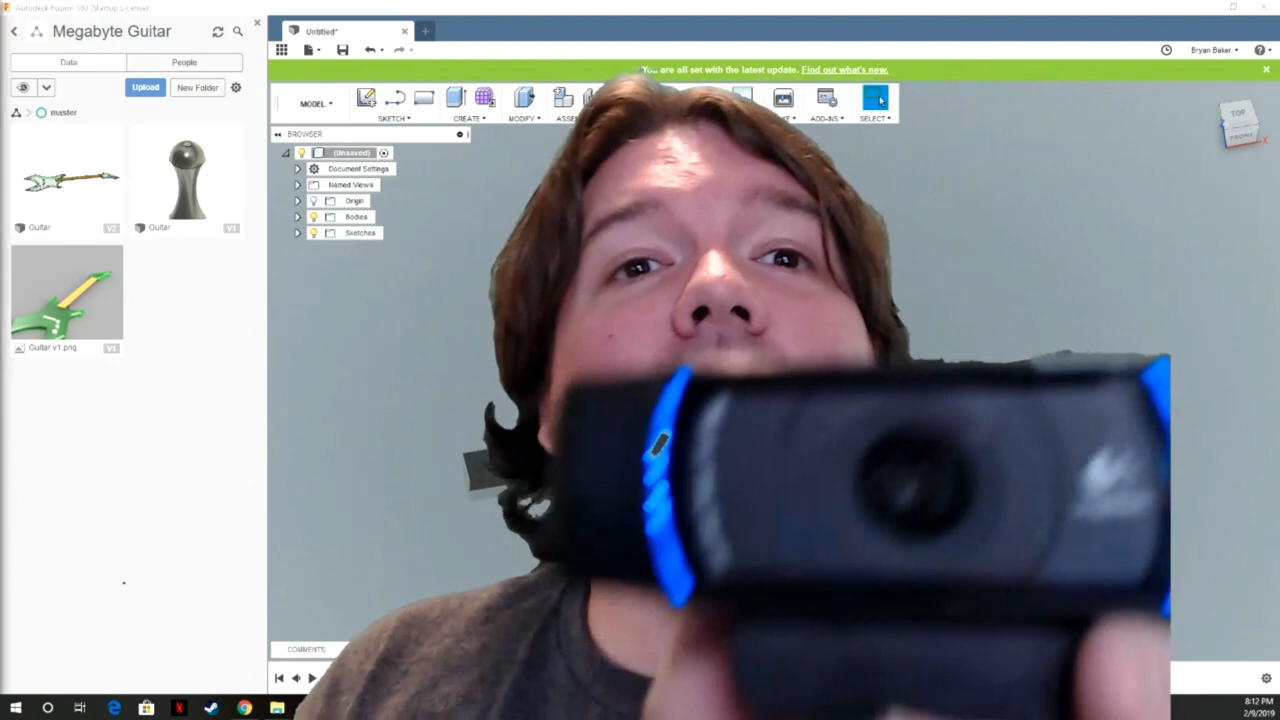 Autodesk Fusion 360 (Startup License)
Megabyte Guitar
Data
People
Upload
New Folder
master
Guitar
V2
Guitar
V1
Guitar v1.png
V1
Untitled*
Bryan Baker
You are all set with the latest update. Find out what's new.
MODEL
SKETCH
CREATE
MODIFY
ADD-INS
SELECT
BROWSER
(Unsaved)
Document Settings
Named Views
Origin
Bodies
Sketches
TOP
FRONT
X
COMMENTS
8:12 PM
2/9/2019